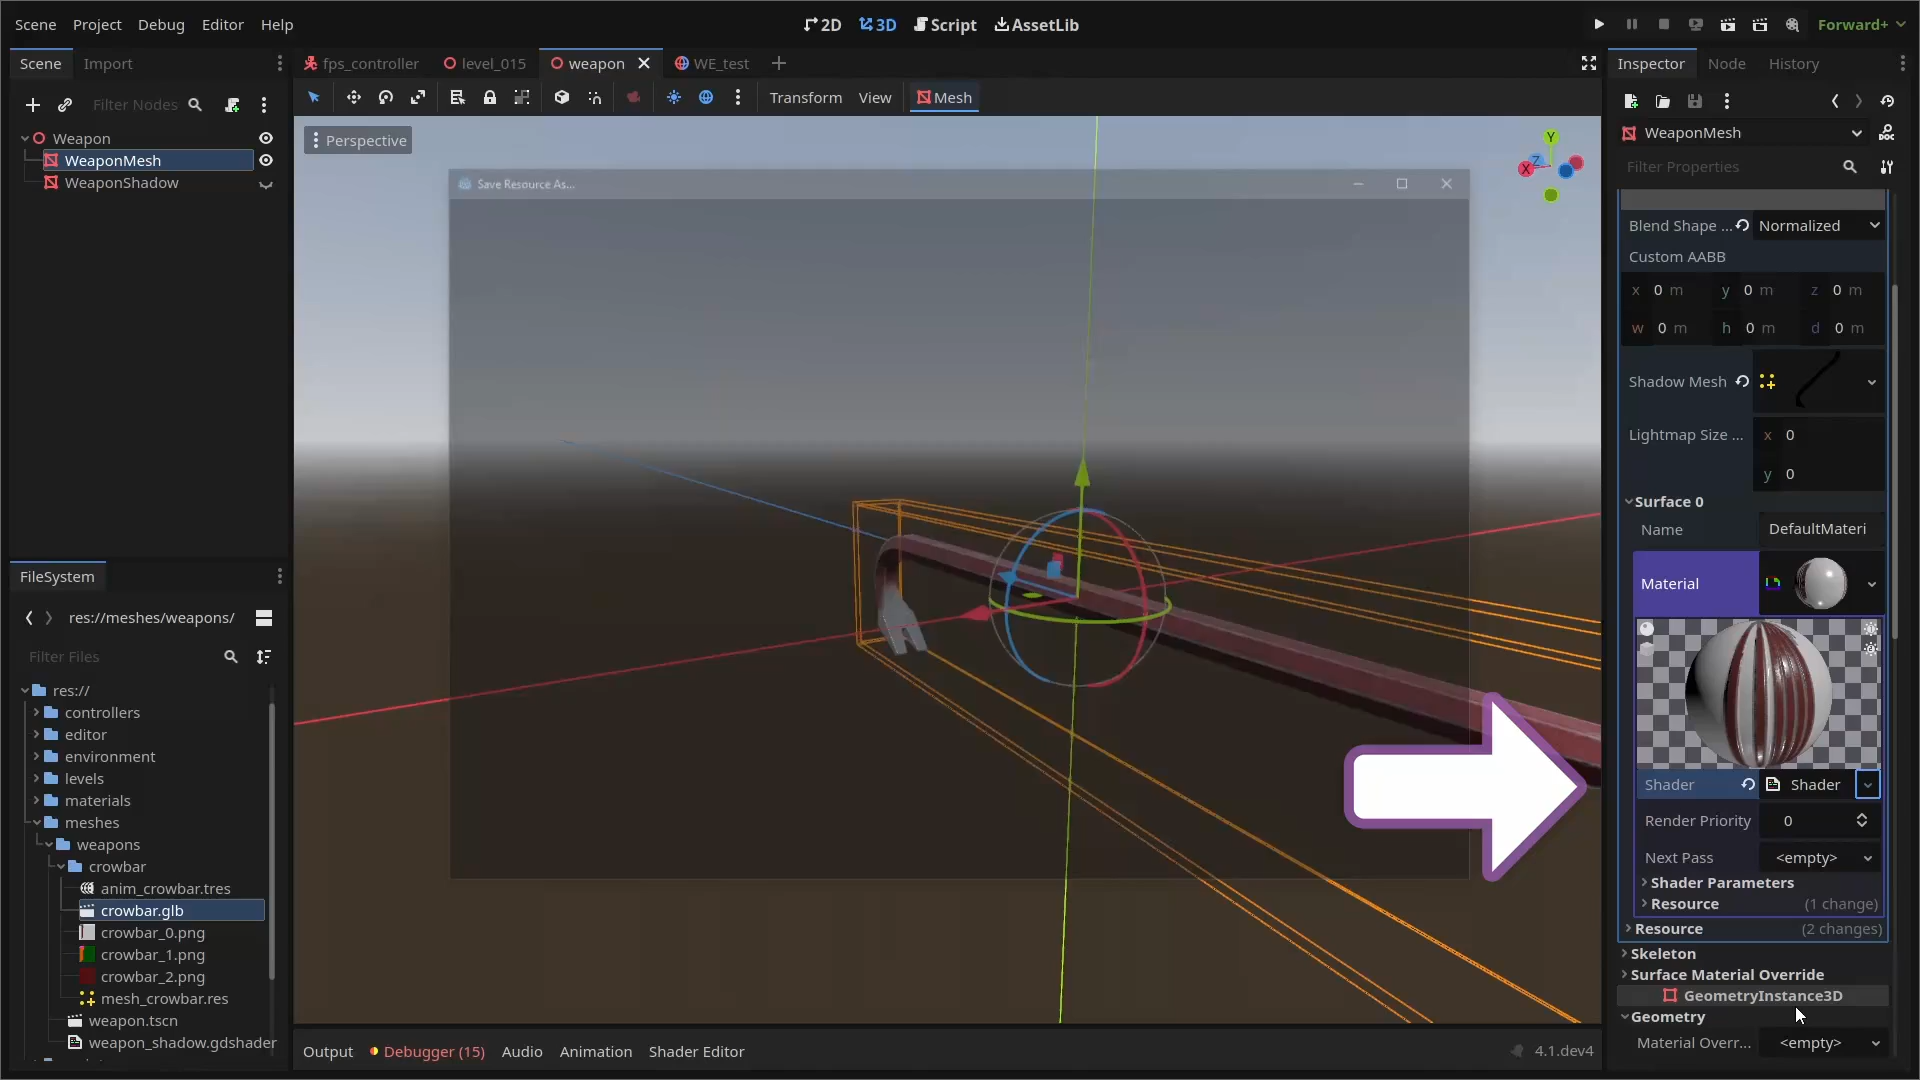 Scene Project Debug Editor Help
2D 3D Script AssetLib
Forward+
Scene Import
fps_controller level_015 weapon WE_test
Inspector Node History
Filter Nodes
Transform View Mesh
Weapon
WeaponMesh
WeaponShadow
Perspective
Save Resource As...
Y
Z
X
WeaponMesh
Filter Properties
Blend Shape ... Normalized
Custom AABB
x 0 m y 0 m z 0 m
w 0 m h 0 m d 0 m
Shadow Mesh
Lightmap Size ... x 0
y 0
Surface 0
Name DefaultMateri
Material
Shader Shader
Render Priority 0
Next Pass <empty>
Shader Parameters
Resource (1 change)
Resource (2 changes)
Skeleton
Surface Material Override
GeometryInstance3D
Geometry
Material Overr... <empty>
FileSystem
res://meshes/weapons/
Filter Files
res://
controllers
editor
environment
levels
materials
meshes
weapons
crowbar
anim_crowbar.tres
crowbar.glb
crowbar_0.png
crowbar_1.png
crowbar_2.png
mesh_crowbar.res
weapon.tscn
weapon_shadow.gdshader
Output Debugger (15) Audio Animation Shader Editor
4.1.dev4